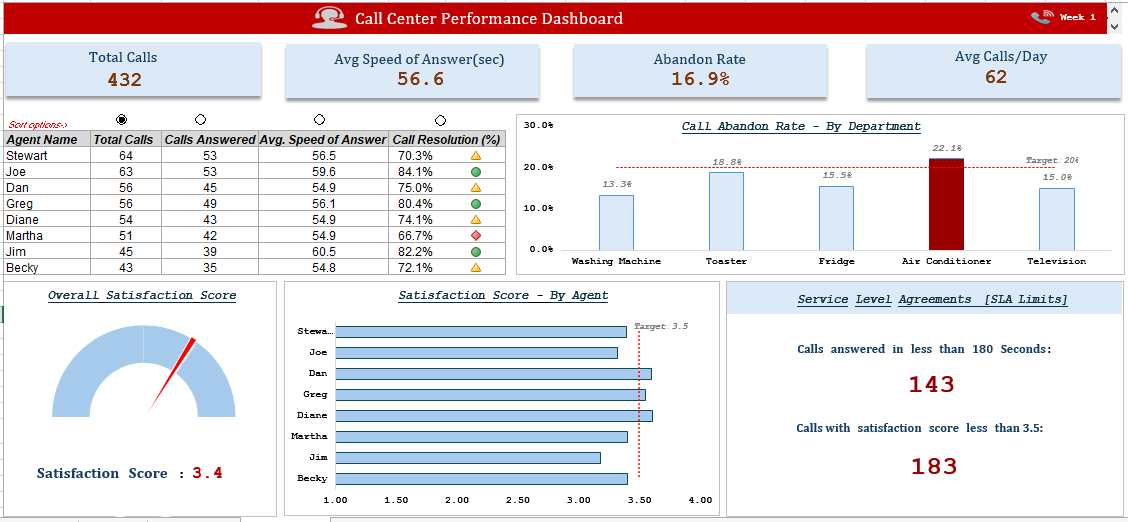 Call Center Performance Dashboard
Week 1
Total Calls
432
Avg Speed of Answer(sec)
56.6
Abandon Rate
16.9%
Avg Calls/Day
62
Sort options->
Agent Name Total Calls Calls Answered Avg. Speed of Answer Call Resolution (%)
Stewart 64 53 56.5 70.3%
Joe 63 53 59.6 84.1%
Dan 56 45 54.9 75.0%
Greg 56 49 56.1 80.4%
Diane 54 43 54.9 74.1%
Martha 51 42 54.9 66.7%
Jim 45 39 60.5 82.2%
Becky 43 35 54.8 72.1%
Call Abandon Rate - By Department
30.0%
20.0%
10.0%
0.0%
13.3%
18.8%
15.5%
22.1%
Target: 20%
15.0%
Washing Machine Toaster Fridge Air Conditioner Television
Overall Satisfaction Score
Satisfaction Score : 3.4
Satisfaction Score - By Agent
Target: 3.5
Stewa…
Joe
Dan
Greg
Diane
Martha
Jim
Becky
1.00 1.50 2.00 2.50 3.00 3.50 4.00
Service Level Agreements [SLA Limits]
Calls answered in less than 180 Seconds:
143
Calls with satisfaction score less than 3.5:
183